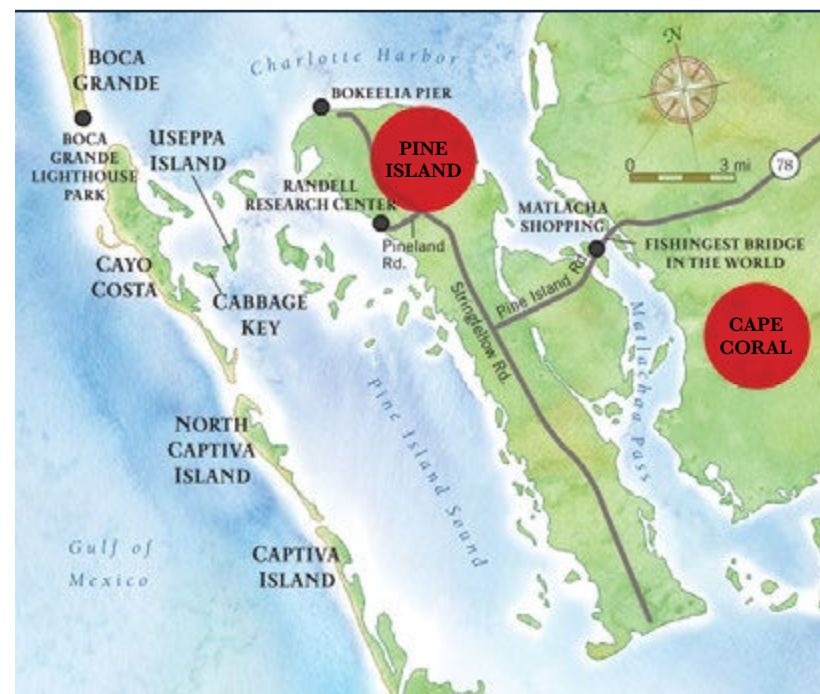 BOCA
GRANDE
Charlotte Harbor
N
BOKEELIA PIER
BOCA
GRANDE
LIGHTHOUSE
PARK
USEPPA
ISLAND
PINE
ISLAND
0 3 mi
78
RANDELL
RESEARCH CENTER
MATLACHA
SHOPPING
Pineland
Rd.
FISHINGEST BRIDGE
IN THE WORLD
CAYO
COSTA
CABBAGE
KEY
Stringfellow Rd.
Pine Island Rd.
CAPE
CORAL
Matlachaa Pass
Pine Island Sound
NORTH
CAPTIVA
ISLAND
Gulf of
Mexico
CAPTIVA
ISLAND